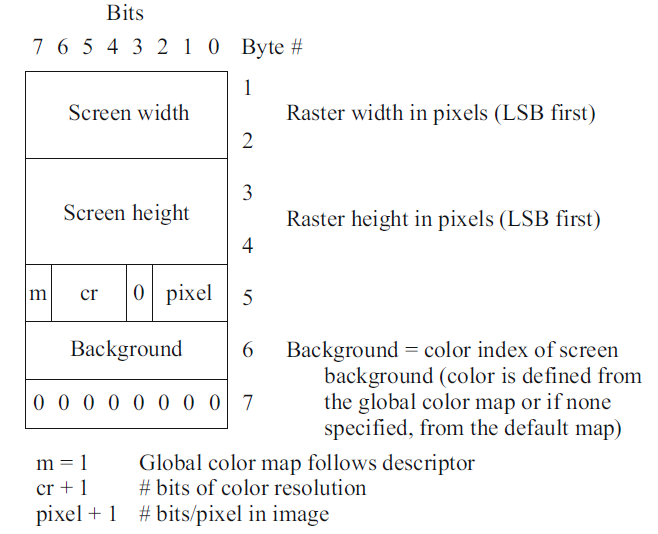 Bits
7 6 5 4 3 2 1 0 Byte #
1
Screen width Raster width in pixels (LSB first)
2
3
Screen height Raster height in pixels (LSB first)
4
m cr 0 pixel 5
Background 6 Background = color index of screen
background (color is defined from
0 0 0 0 0 0 0 0 7 the global color map or if none
specified, from the default map)
m = 1 Global color map follows descriptor
cr + 1 # bits of color resolution
pixel + 1 # bits/pixel in image